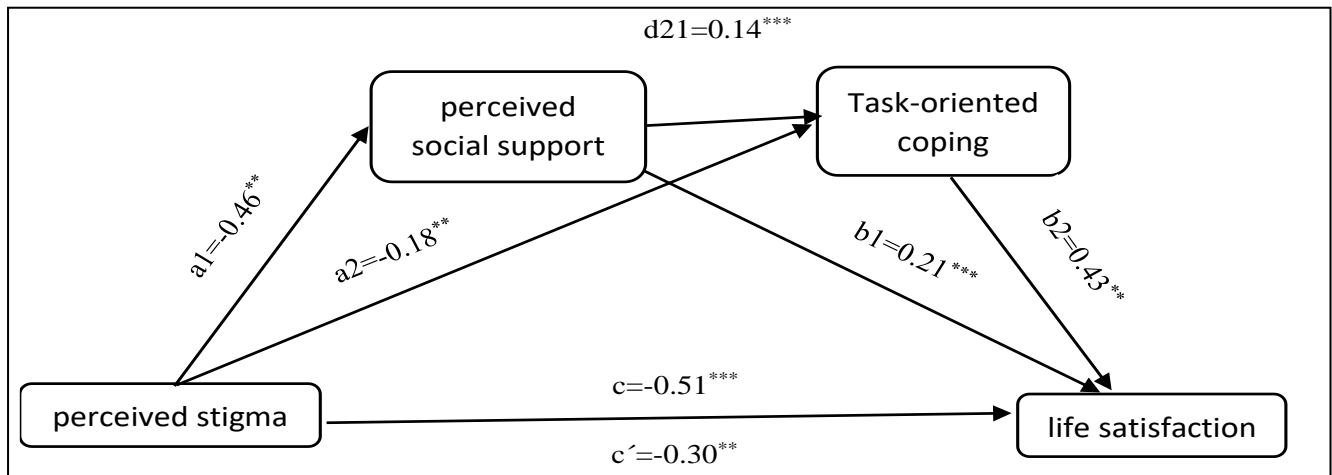 d21=0.14***
perceived
social support
Task-oriented
coping
a1=-0.46**
a2=-0.18**
b1=0.21***
b2=0.43**
perceived stigma
c=-0.51***
c´=-0.30**
life satisfaction